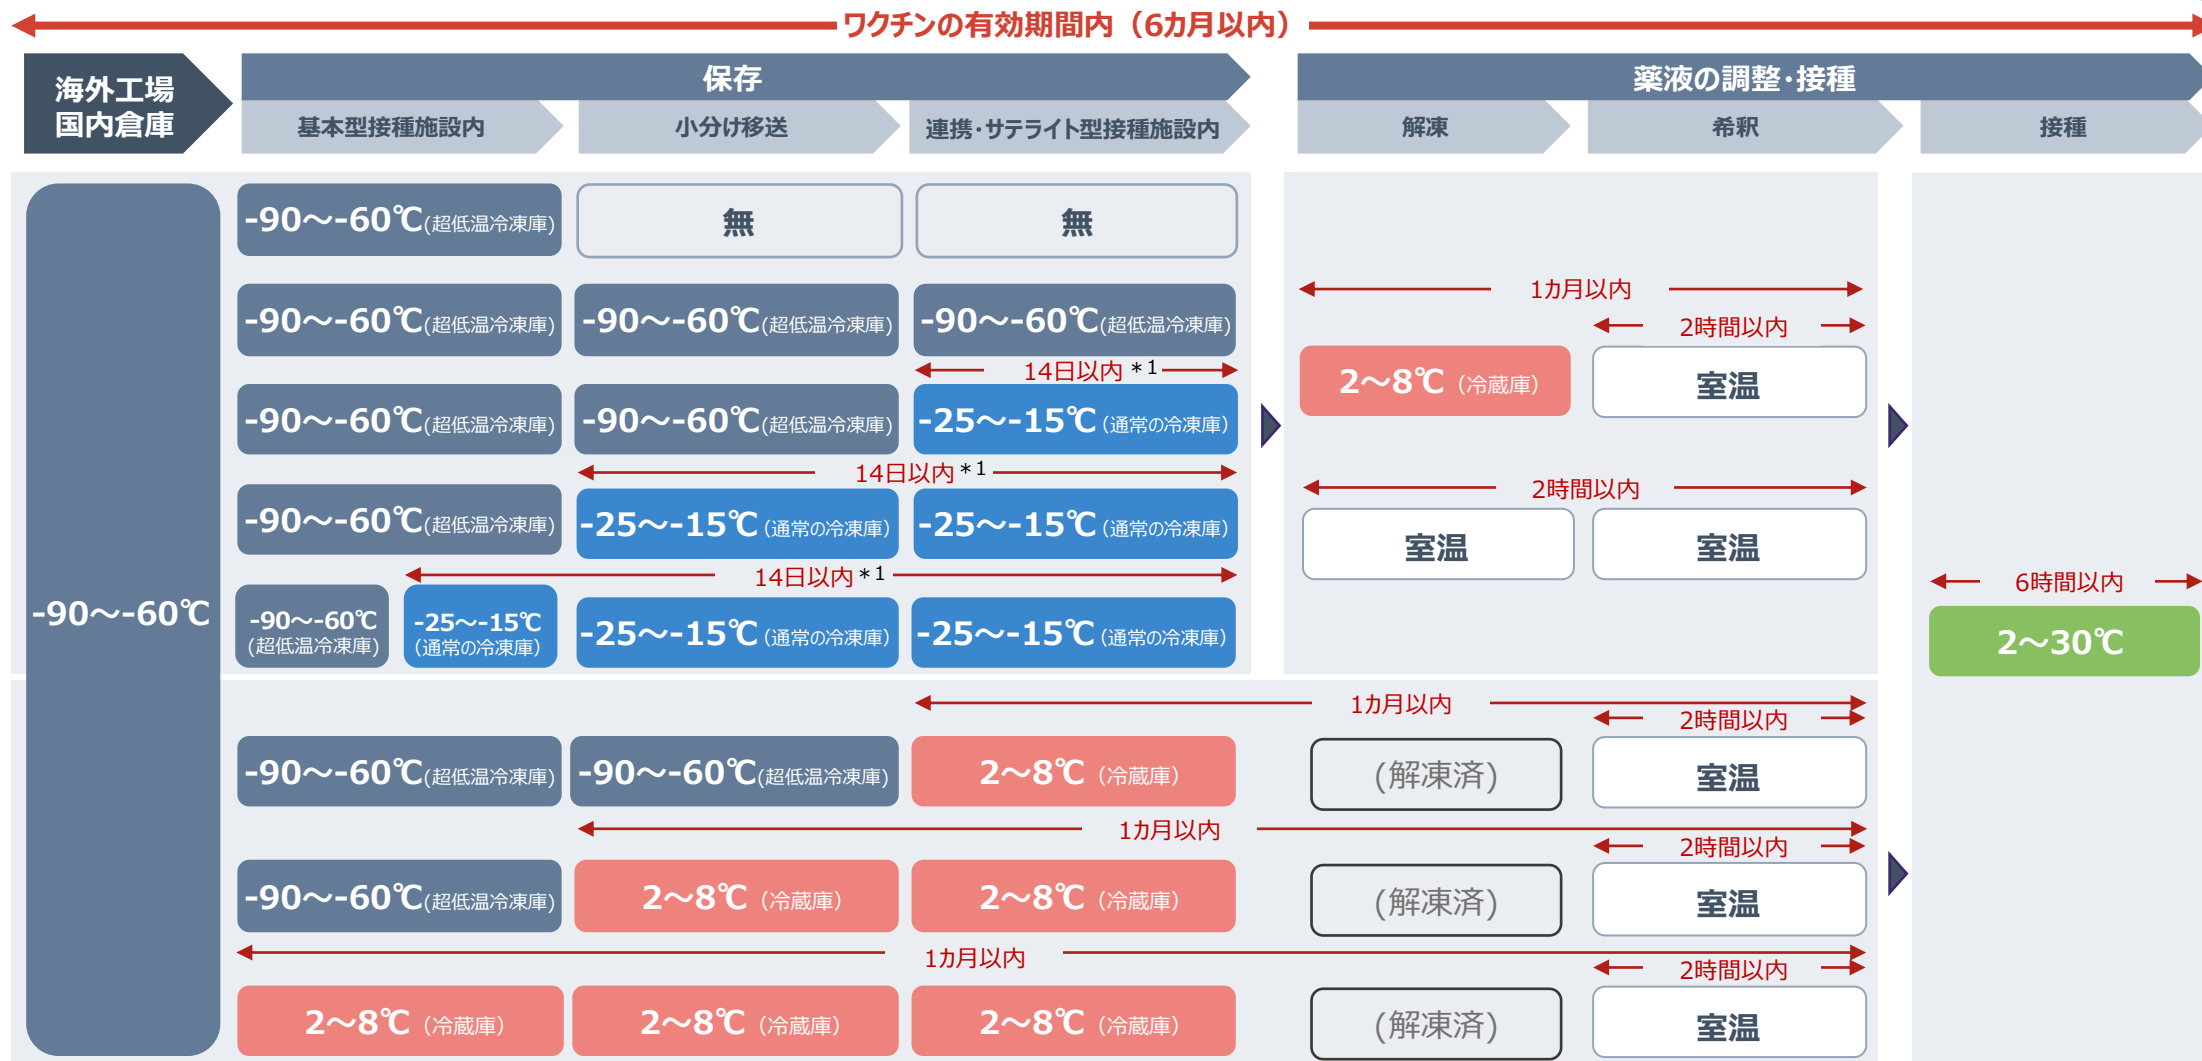 ワクチンの有効期間内（6カ月以内）
海外工場
国内倉庫
保存
薬液の調整・接種
基本型接種施設内
小分け移送
連携・サテライト型接種施設内
解凍
希釈
接種
-90～-60℃
-90～-60℃(超低温冷凍庫)
無
無
-90～-60℃(超低温冷凍庫)
-90～-60℃(超低温冷凍庫)
-90～-60℃(超低温冷凍庫)
14日以内＊1
-90～-60℃(超低温冷凍庫)
-90～-60℃(超低温冷凍庫)
-25～-15℃（通常の冷凍庫）
14日以内＊1
-90～-60℃(超低温冷凍庫)
-25～-15℃（通常の冷凍庫）
-25～-15℃（通常の冷凍庫）
14日以内＊1
-90～-60℃
(超低温冷凍庫)
-25～-15℃
（通常の冷凍庫）
-25～-15℃（通常の冷凍庫）
-25～-15℃（通常の冷凍庫）
1カ月以内
2時間以内
2～8℃（冷蔵庫）
室温
2時間以内
室温
室温
6時間以内
2～30℃
1カ月以内
2時間以内
-90～-60℃(超低温冷凍庫)
-90～-60℃(超低温冷凍庫)
2～8℃（冷蔵庫）
(解凍済)
室温
1カ月以内
2時間以内
-90～-60℃(超低温冷凍庫)
2～8℃（冷蔵庫）
2～8℃（冷蔵庫）
(解凍済)
室温
1カ月以内
2時間以内
2～8℃（冷蔵庫）
2～8℃（冷蔵庫）
2～8℃（冷蔵庫）
(解凍済)
室温